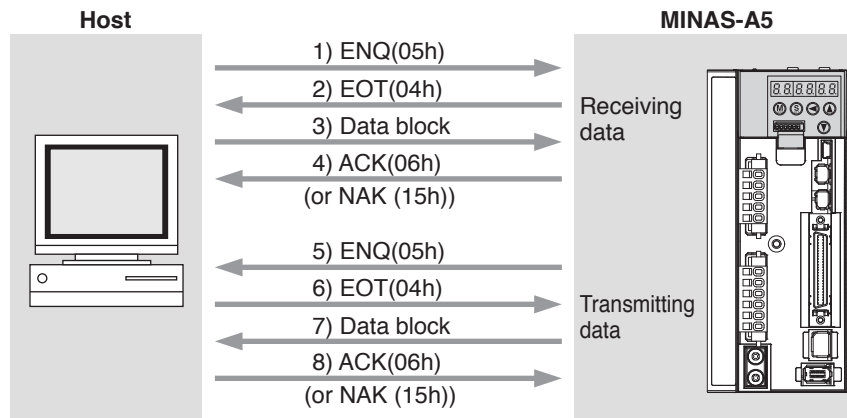 Host
MINAS-A5
1) ENQ(05h)
2) EOT(04h)
3) Data block
4) ACK(06h)
(or NAK (15h))
Receiving
data
M S
5) ENQ(05h)
6) EOT(04h)
7) Data block
8) ACK(06h)
(or NAK (15h))
Transmitting
data